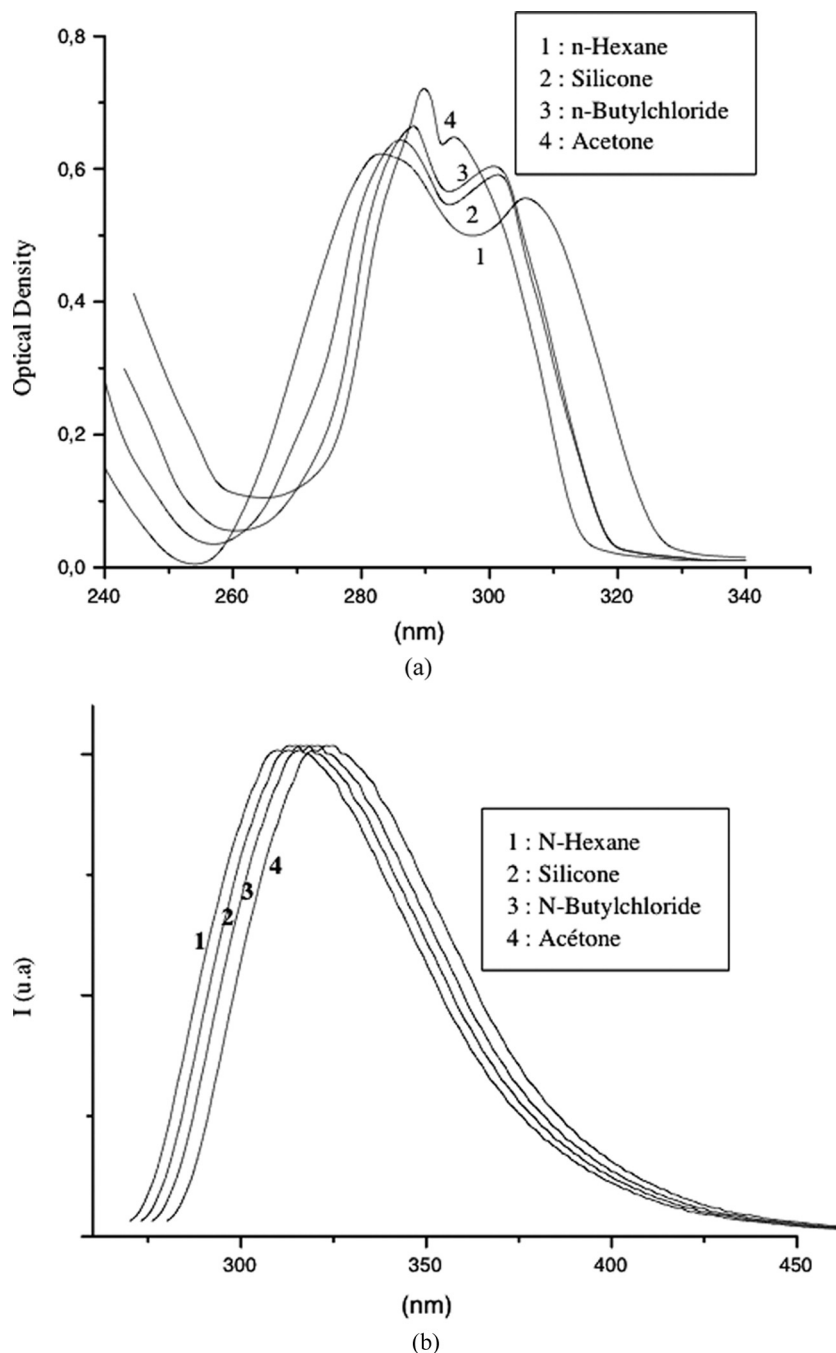 0,8
0,6
0,4
0,2
0,0
Optical Density
1 : n-Hexane
2 : Silicone
3 : n-Butylchloride
4 : Acetone
4
3
2
1
240 260 280 300 320 340
(nm)
(a)
I (u.a)
1 : N-Hexane
2 : Silicone
3 : N-Butylchloride
4 : Acétone
1
2
3
4
300 350 400 450
(nm)
(b)